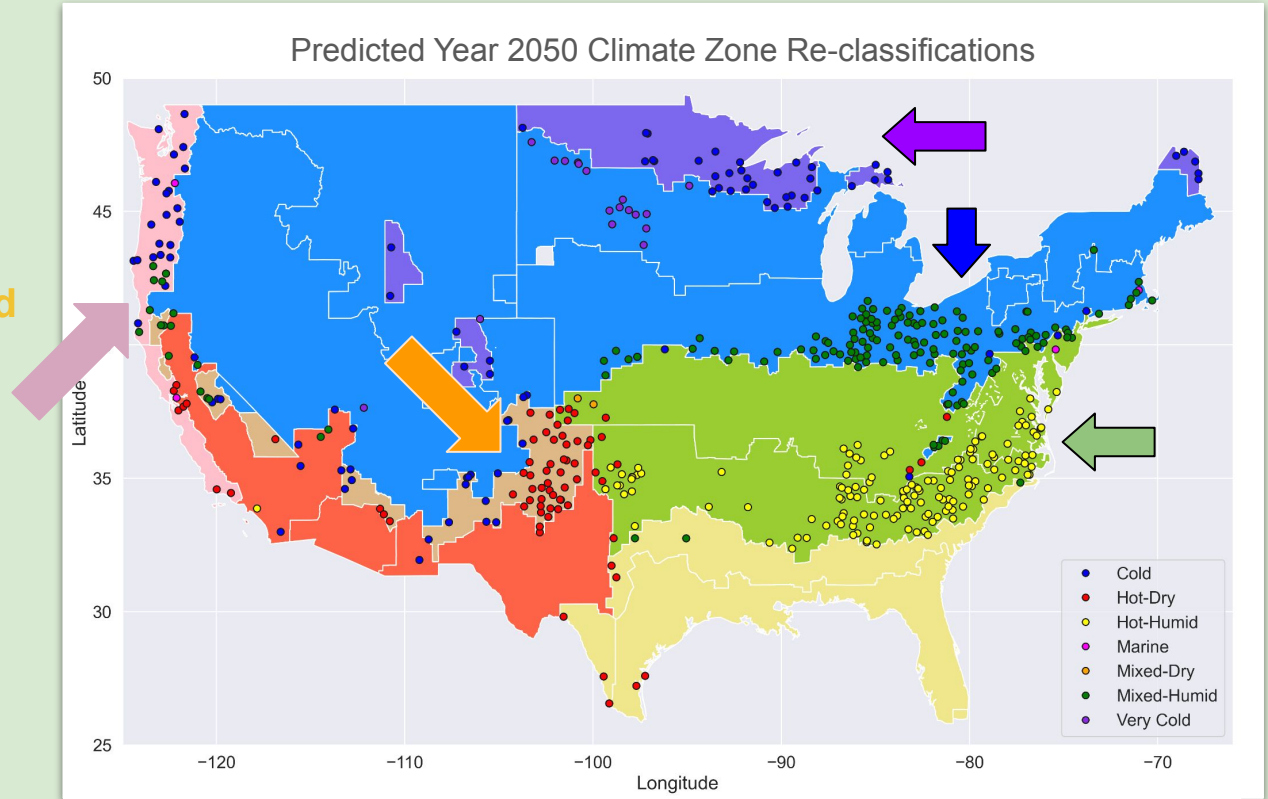 Predicted Year 2050 Climate Zone Re-classifications
50
45
d
Latitude
35
30
25
Cold
Hot-Dry
Hot-Humid
Marine
Mixed-Dry
Mixed-Humid
Very Cold
−120
−110
−100
−90
−80
−70
Longitude